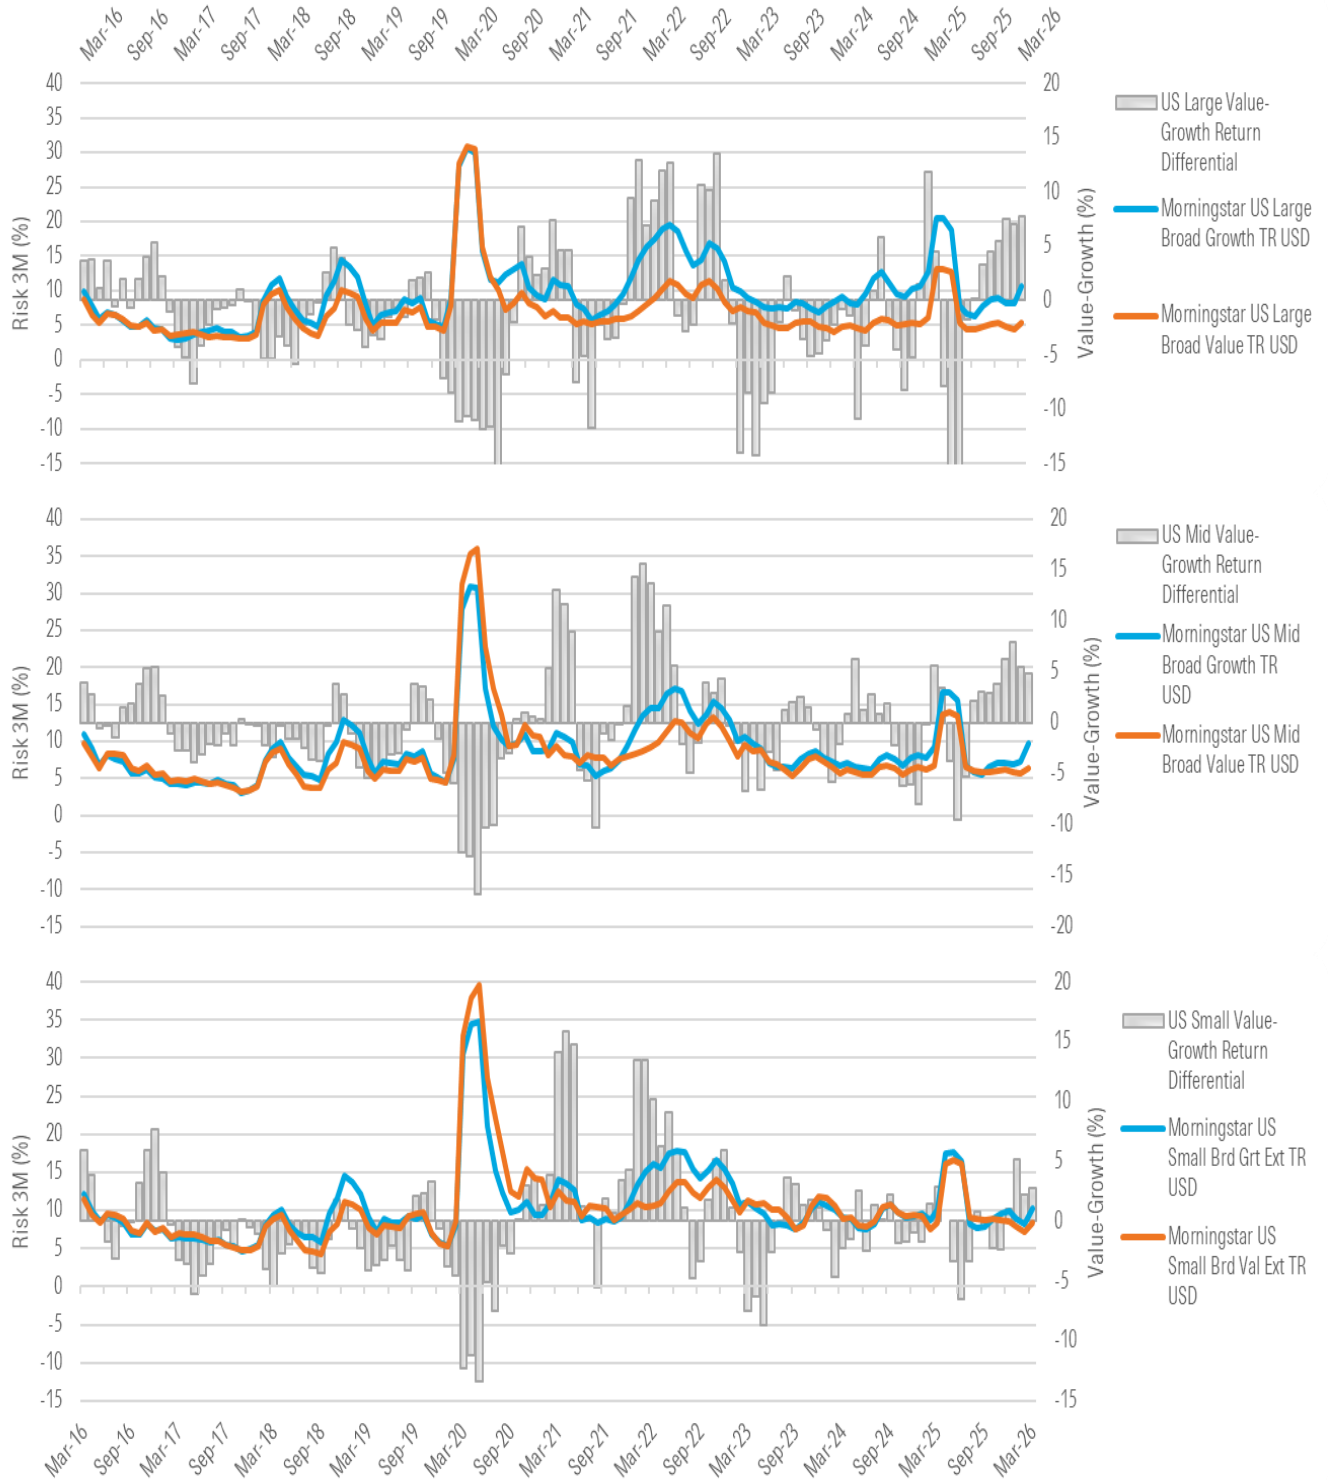 Mar-16
Sep-16
Mar-17
Sep-17
Mar-18
Sep-18
Mar-19
Sep-19
Mar-20
Sep-20
Mar-21
Sep-21
Mar-22
Sep-22
Mar-23
Sep-23
Mar-24
Sep-24
Mar-25
Sep-25
Mar-26
40
35
30
25
20
15
10
5
0
-5
-10
-15
Risk 3M (%)
20
15
10
5
0
-5
-10
-15
Value-Growth (%)
US Large Value-
Growth Return
Differential
Morningstar US Large
Broad Growth TR USD
Morningstar US Large
Broad Value TR USD
40
35
30
25
20
15
10
5
0
-5
-10
-15
Risk 3M (%)
20
15
10
5
0
-5
-10
-15
-20
Value-Growth (%)
US Mid Value-
Growth Return
Differential
Morningstar US Mid
Broad Growth TR
USD
Morningstar US Mid
Broad Value TR USD
40
35
30
25
20
15
10
5
0
-5
-10
-15
Risk 3M (%)
20
15
10
5
0
-5
-10
-15
Value-Growth (%)
US Small Value-
Growth Return
Differential
Morningstar US
Small Brd Grt Ext TR
USD
Morningstar US
Small Brd Val Ext TR
USD
Mar-16
Sep-16
Mar-17
Sep-17
Mar-18
Sep-18
Mar-19
Sep-19
Mar-20
Sep-20
Mar-21
Sep-21
Mar-22
Sep-22
Mar-23
Sep-23
Mar-24
Sep-24
Mar-25
Sep-25
Mar-26